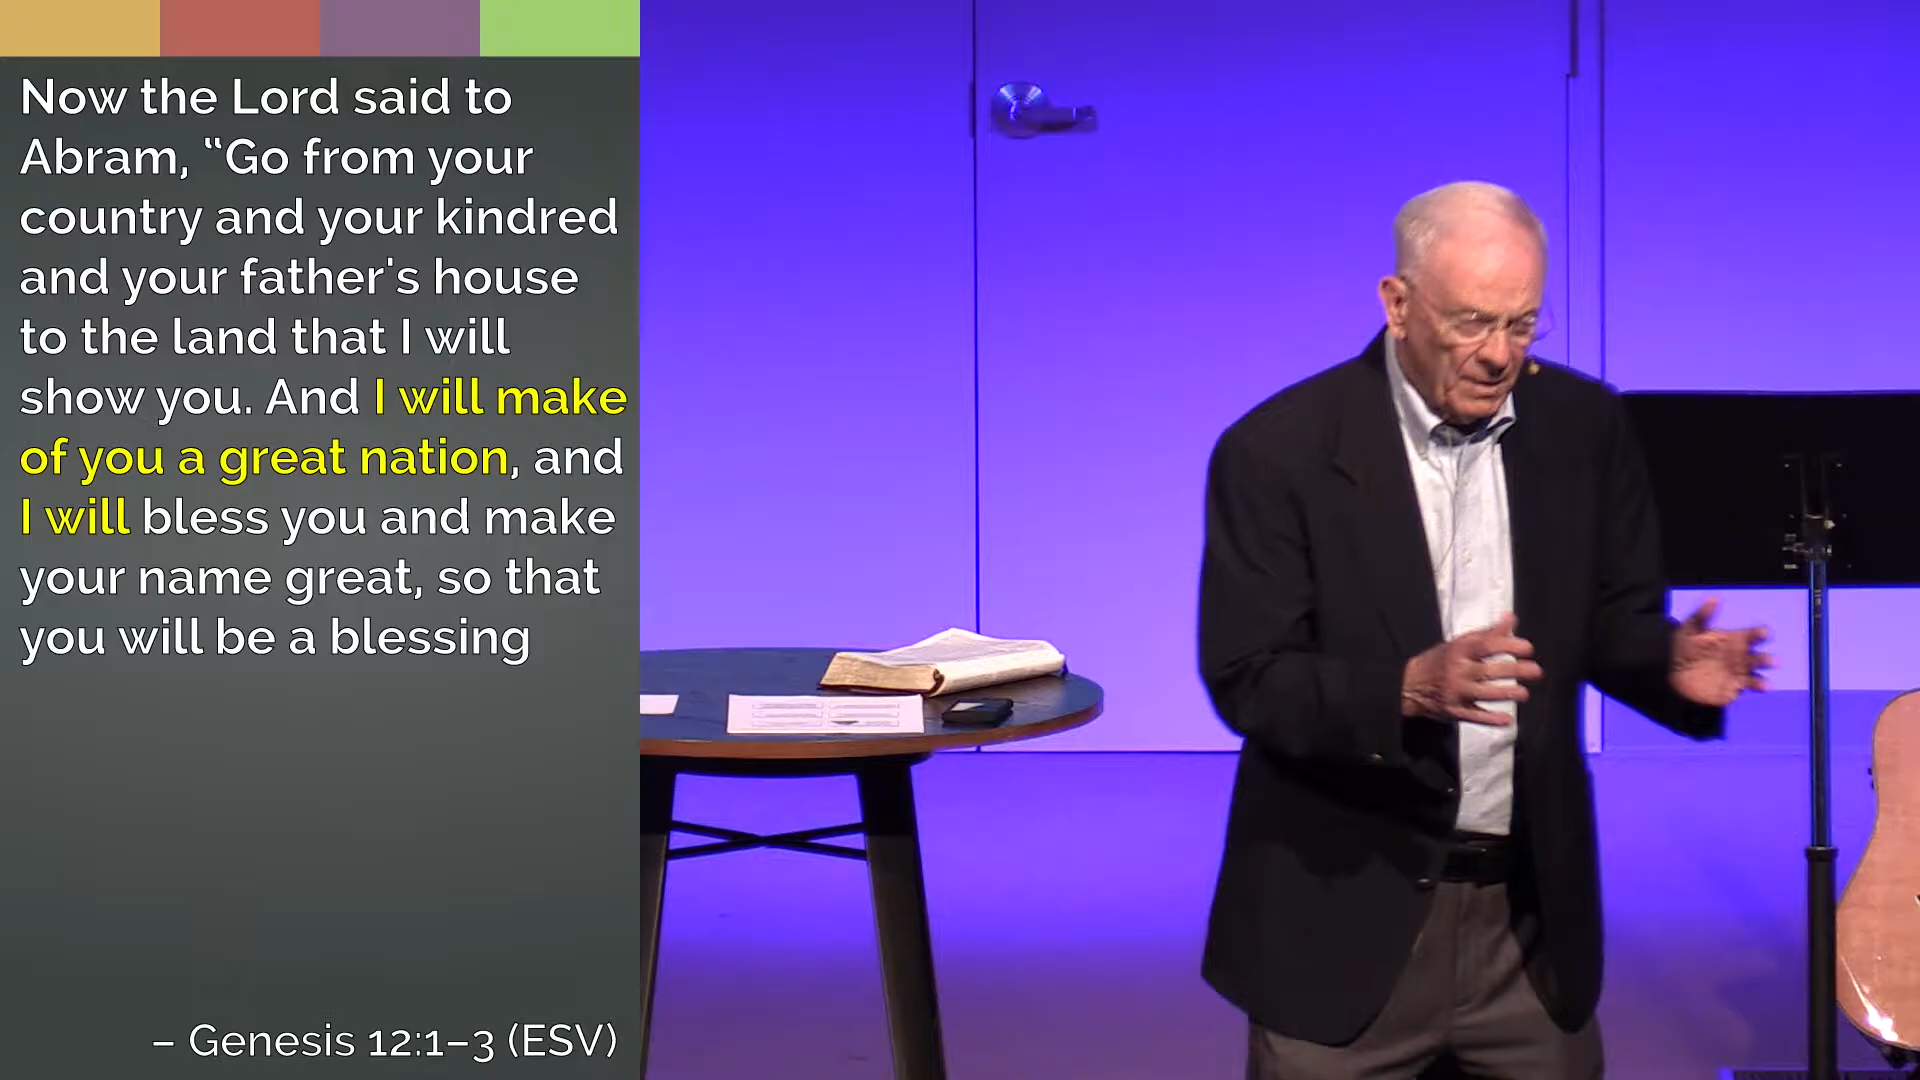 Now the Lord said to
Abram, “Go from your
country and your kindred
and your father's house
to the land that I will
show you. And I will make
of you a great nation, and
I will bless you and make
your name great, so that
you will be a blessing
– Genesis 12:1–3 (ESV)